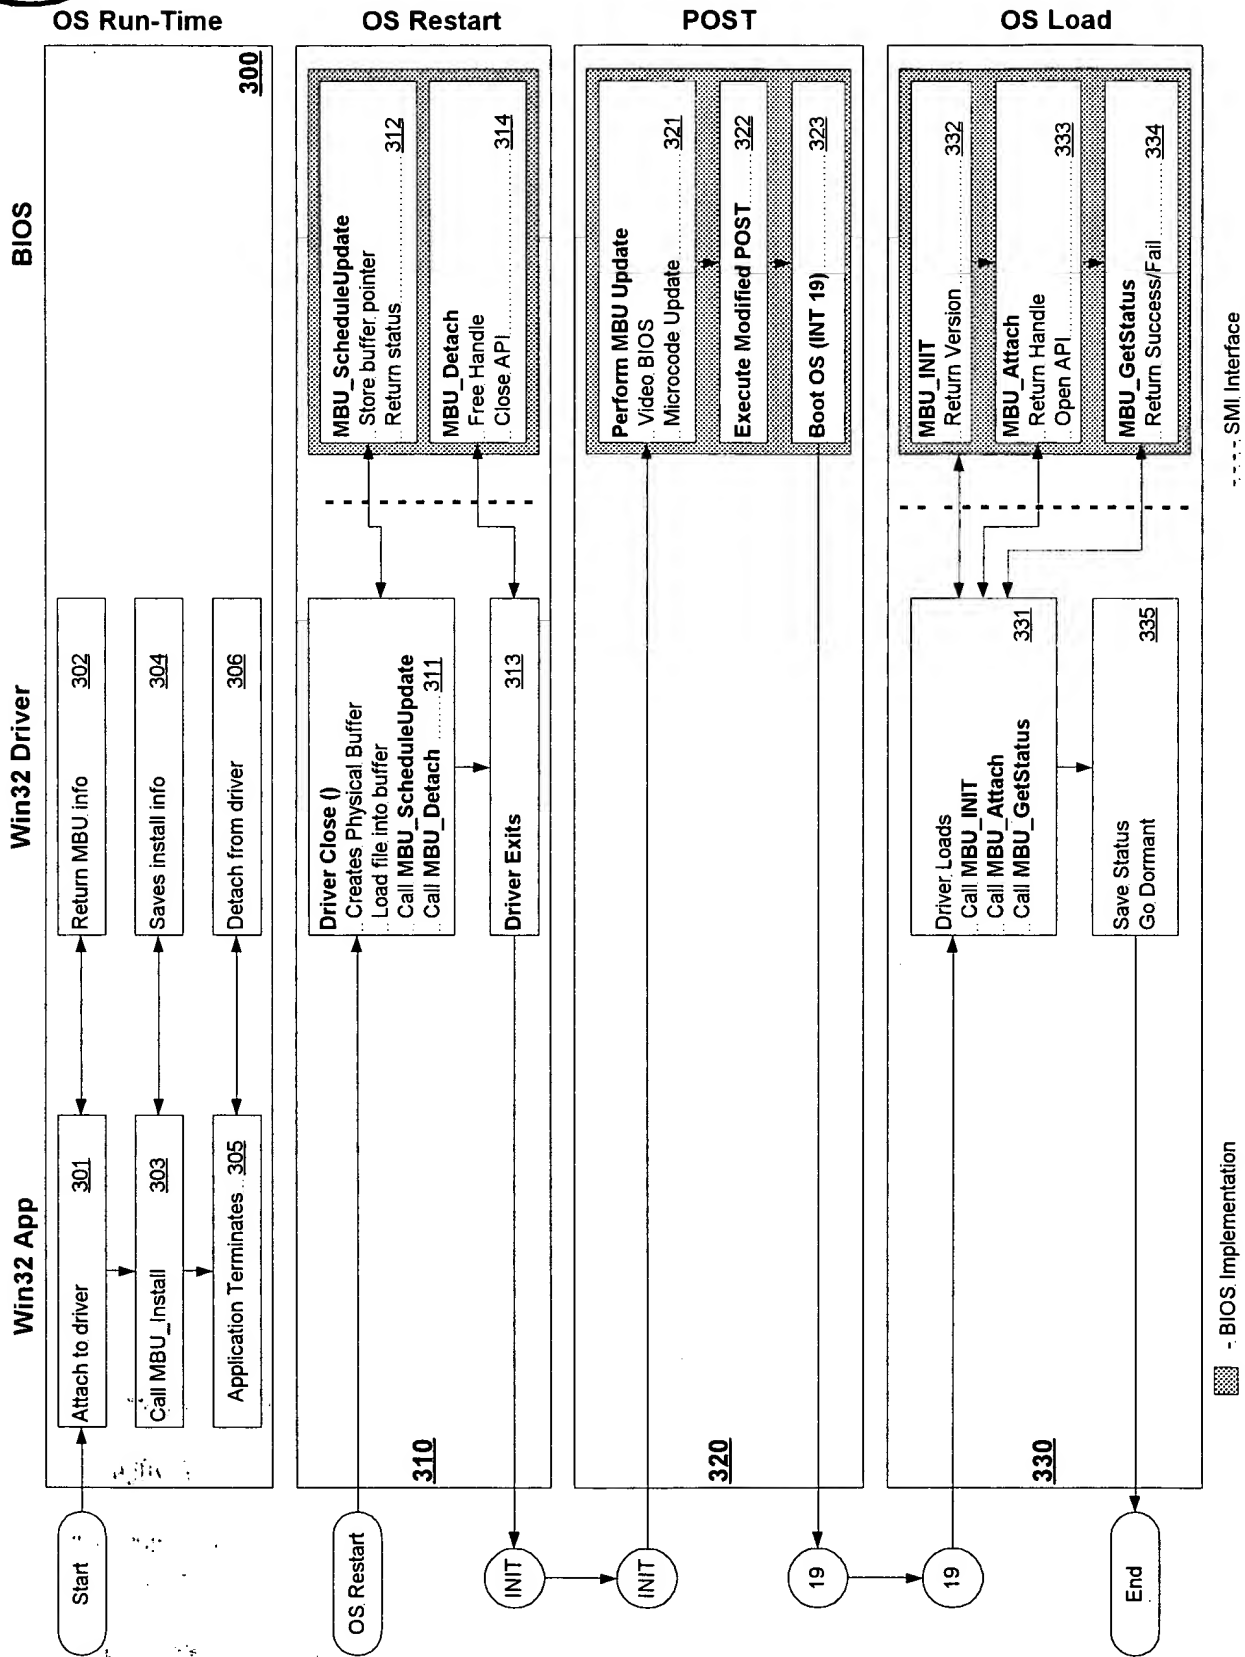 Win32 App
Win32 Driver
BIOS
OS Run-Time
300
Start
Attach to driver 301
Return MBU info 302
Call MBU_Install 303
Saves install info 304
Application Terminates 305
Detach from driver 306
OS Restart
310
OS Restart
Driver Close ()
Creates Physical Buffer
Load file into buffer
Call MBU_ScheduleUpdate
Call MBU_Detach 311
MBU_ScheduleUpdate
Store buffer pointer
Return status 312
Driver Exits 313
MBU_Detach
Free Handle
Close API 314
INIT
POST
320
INIT
Perform MBU Update
Video BIOS
Microcode Update 321
Execute Modified POST 322
Boot OS (INT 19) 323
19
OS Load
330
19
Driver Loads
Call MBU_INIT
Call MBU_Attach
Call MBU_GetStatus
331
MBU_INIT
Return Version 332
MBU_Attach
Return Handle
Open API 333
MBU_GetStatus
Return Success/Fail 334
Save Status
Go Dormant
335
End
- BIOS Implementation
- SMI Interface